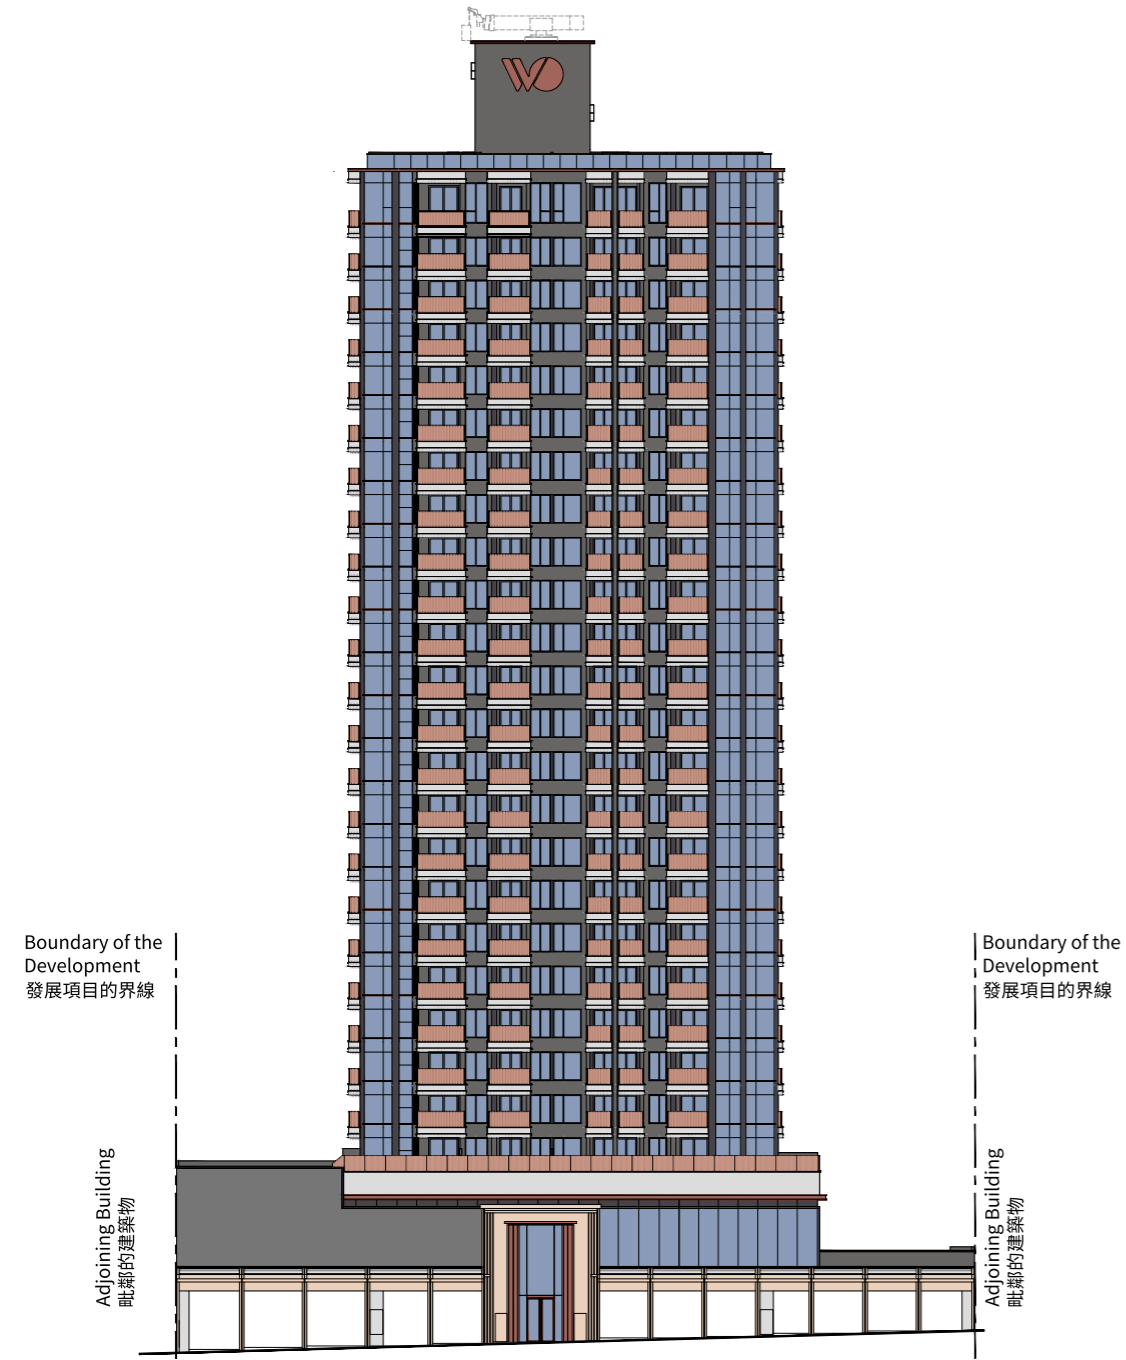 WO
Boundary of the
Development
發展項目的界線
Boundary of the
Development
發展項目的界線
Adjoining Building
毗鄰的建築物
Adjoining Building
毗鄰的建築物